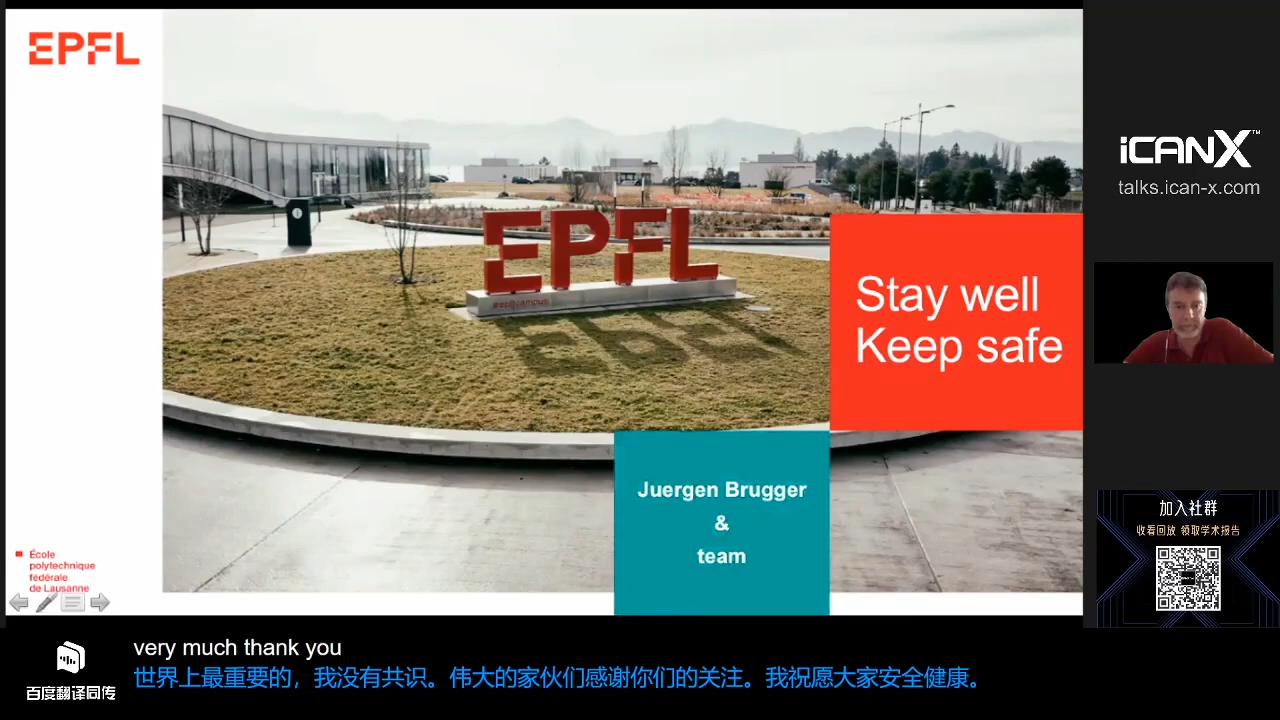 EPFL
EPFL
#epflcampus
Stay well
Keep safe
Juergen Brugger
&
team
École
polytechnique
fédérale
de Lausanne
iCANX™
talks.ican-x.com
加入社群
收看回放 领取学术报告
百度翻译同传
very much thank you
世界上最重要的，我没有共识。伟大的家伙们感谢你们的关注。我祝愿大家安全健康。